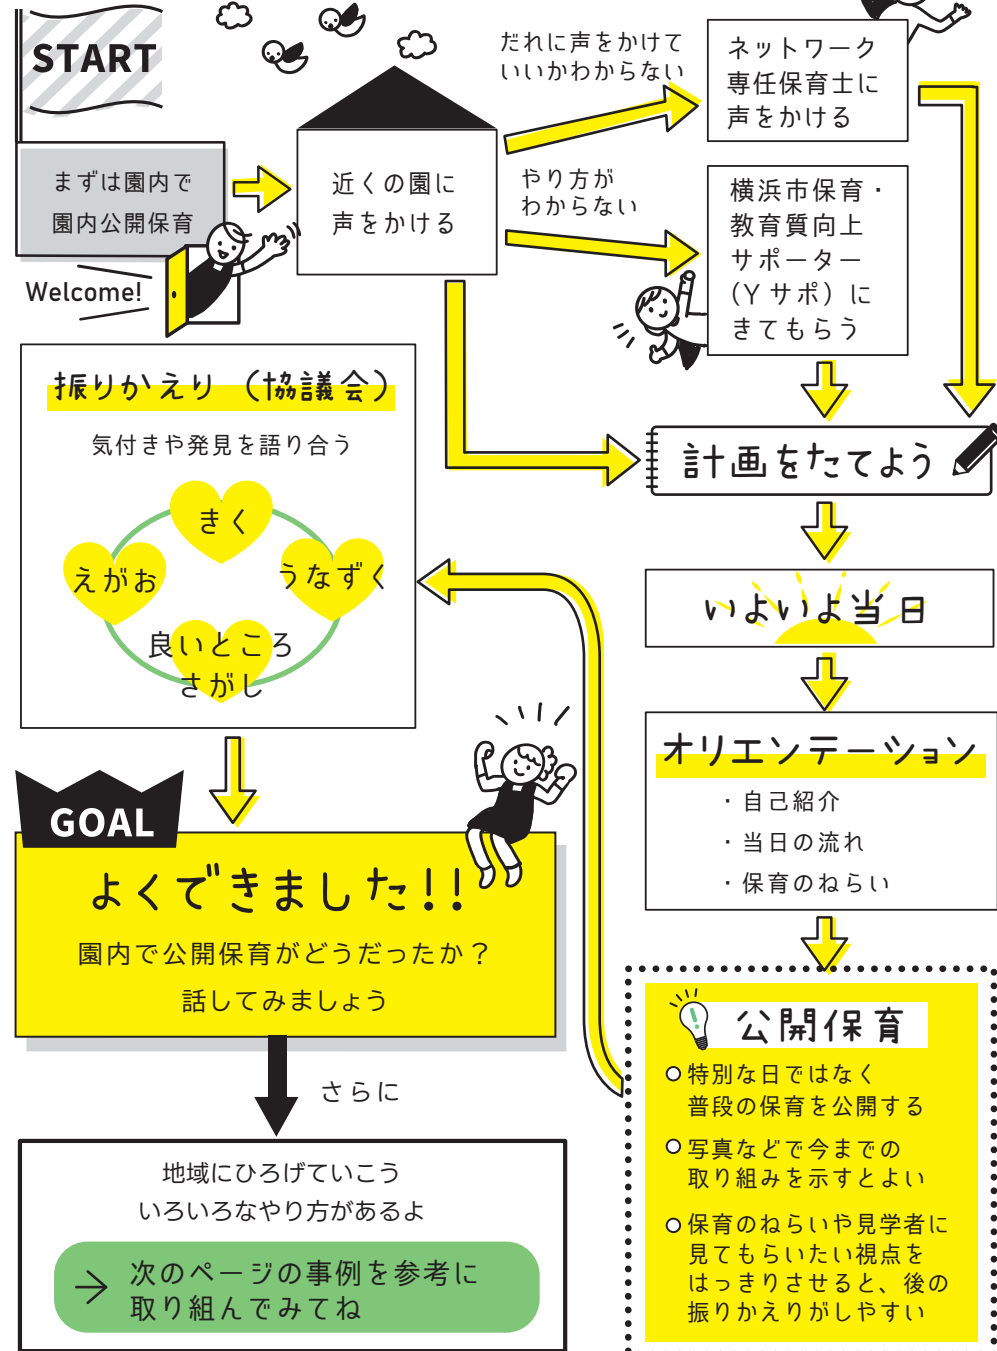 START
まずは園内で
園内公開保育
Welcome!
近くの園に
声をかける
だれに声をかけて
いいかわからない
ネットワーク
専任保育士に
声をかける
やり方が
わからない
横浜市保育・
教育質向上
サポーター
(Yサポ)に
きてもらう
計画をたてよう
いよいよ当日
オリエンテーション
・自己紹介
・当日の流れ
・保育のねらい
公開保育
特別な日ではなく
普段の保育を公開する
写真などで今までの
取り組みを示すとよい
保育のねらいや見学者に
見てもらいたい視点を
はっきりさせると、後の
振りかえりがしやすい
振りかえり (協議会)
気付きや発見を語り合う
きく
えがお
うなずく
良いところ
さがし
GOAL
よくできました!!
園内で公開保育がどうだったか?
話してみましょう
さらに
地域にひろげていこう
いろいろなやり方があるよ
→ 次のページの事例を参考に
取り組んでみてね